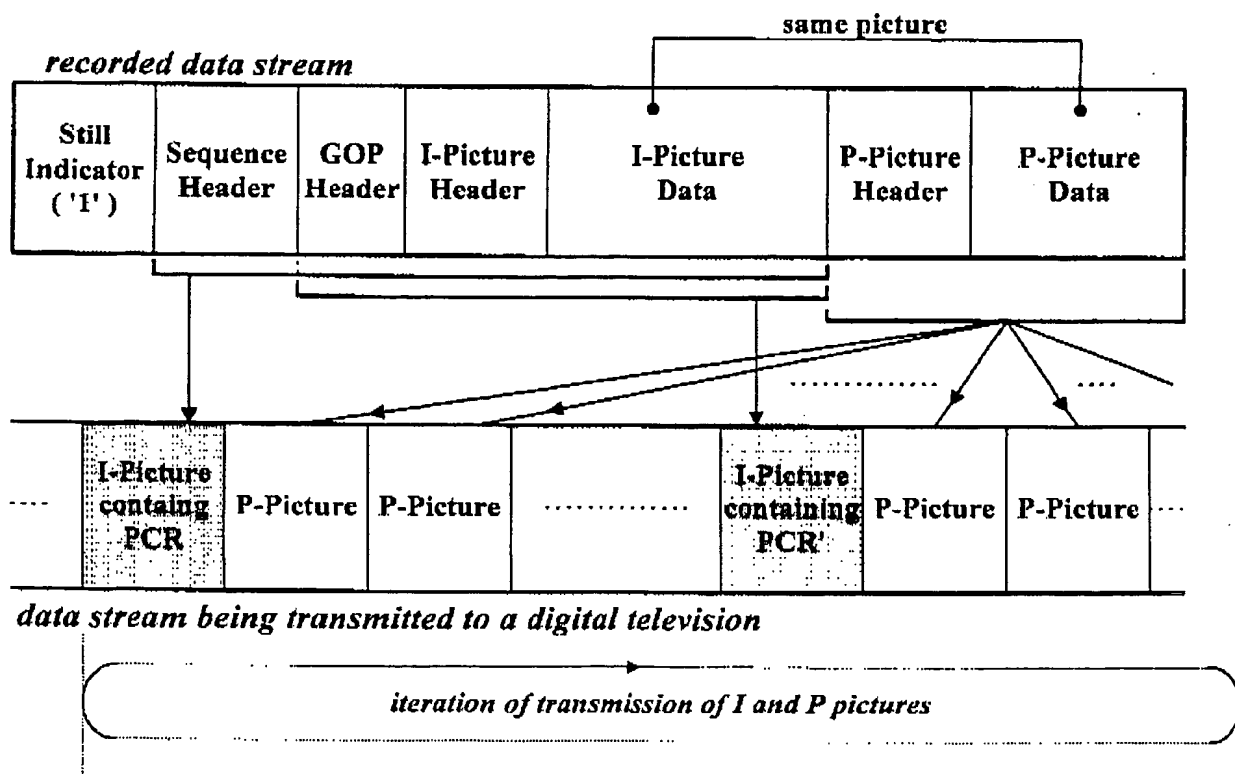 same picture
recorded data stream
Still
Indicator
( '1' )
Sequence
Header
GOP
Header
I-Picture
Header
I-Picture
Data
P-Picture
Header
P-Picture
Data
I-Picture
containg
PCR
P-Picture
P-Picture
I-Picture
containing
PCR'
P-Picture
P-Picture
data stream being transmitted to a digital television
iteration of transmission of I and P pictures